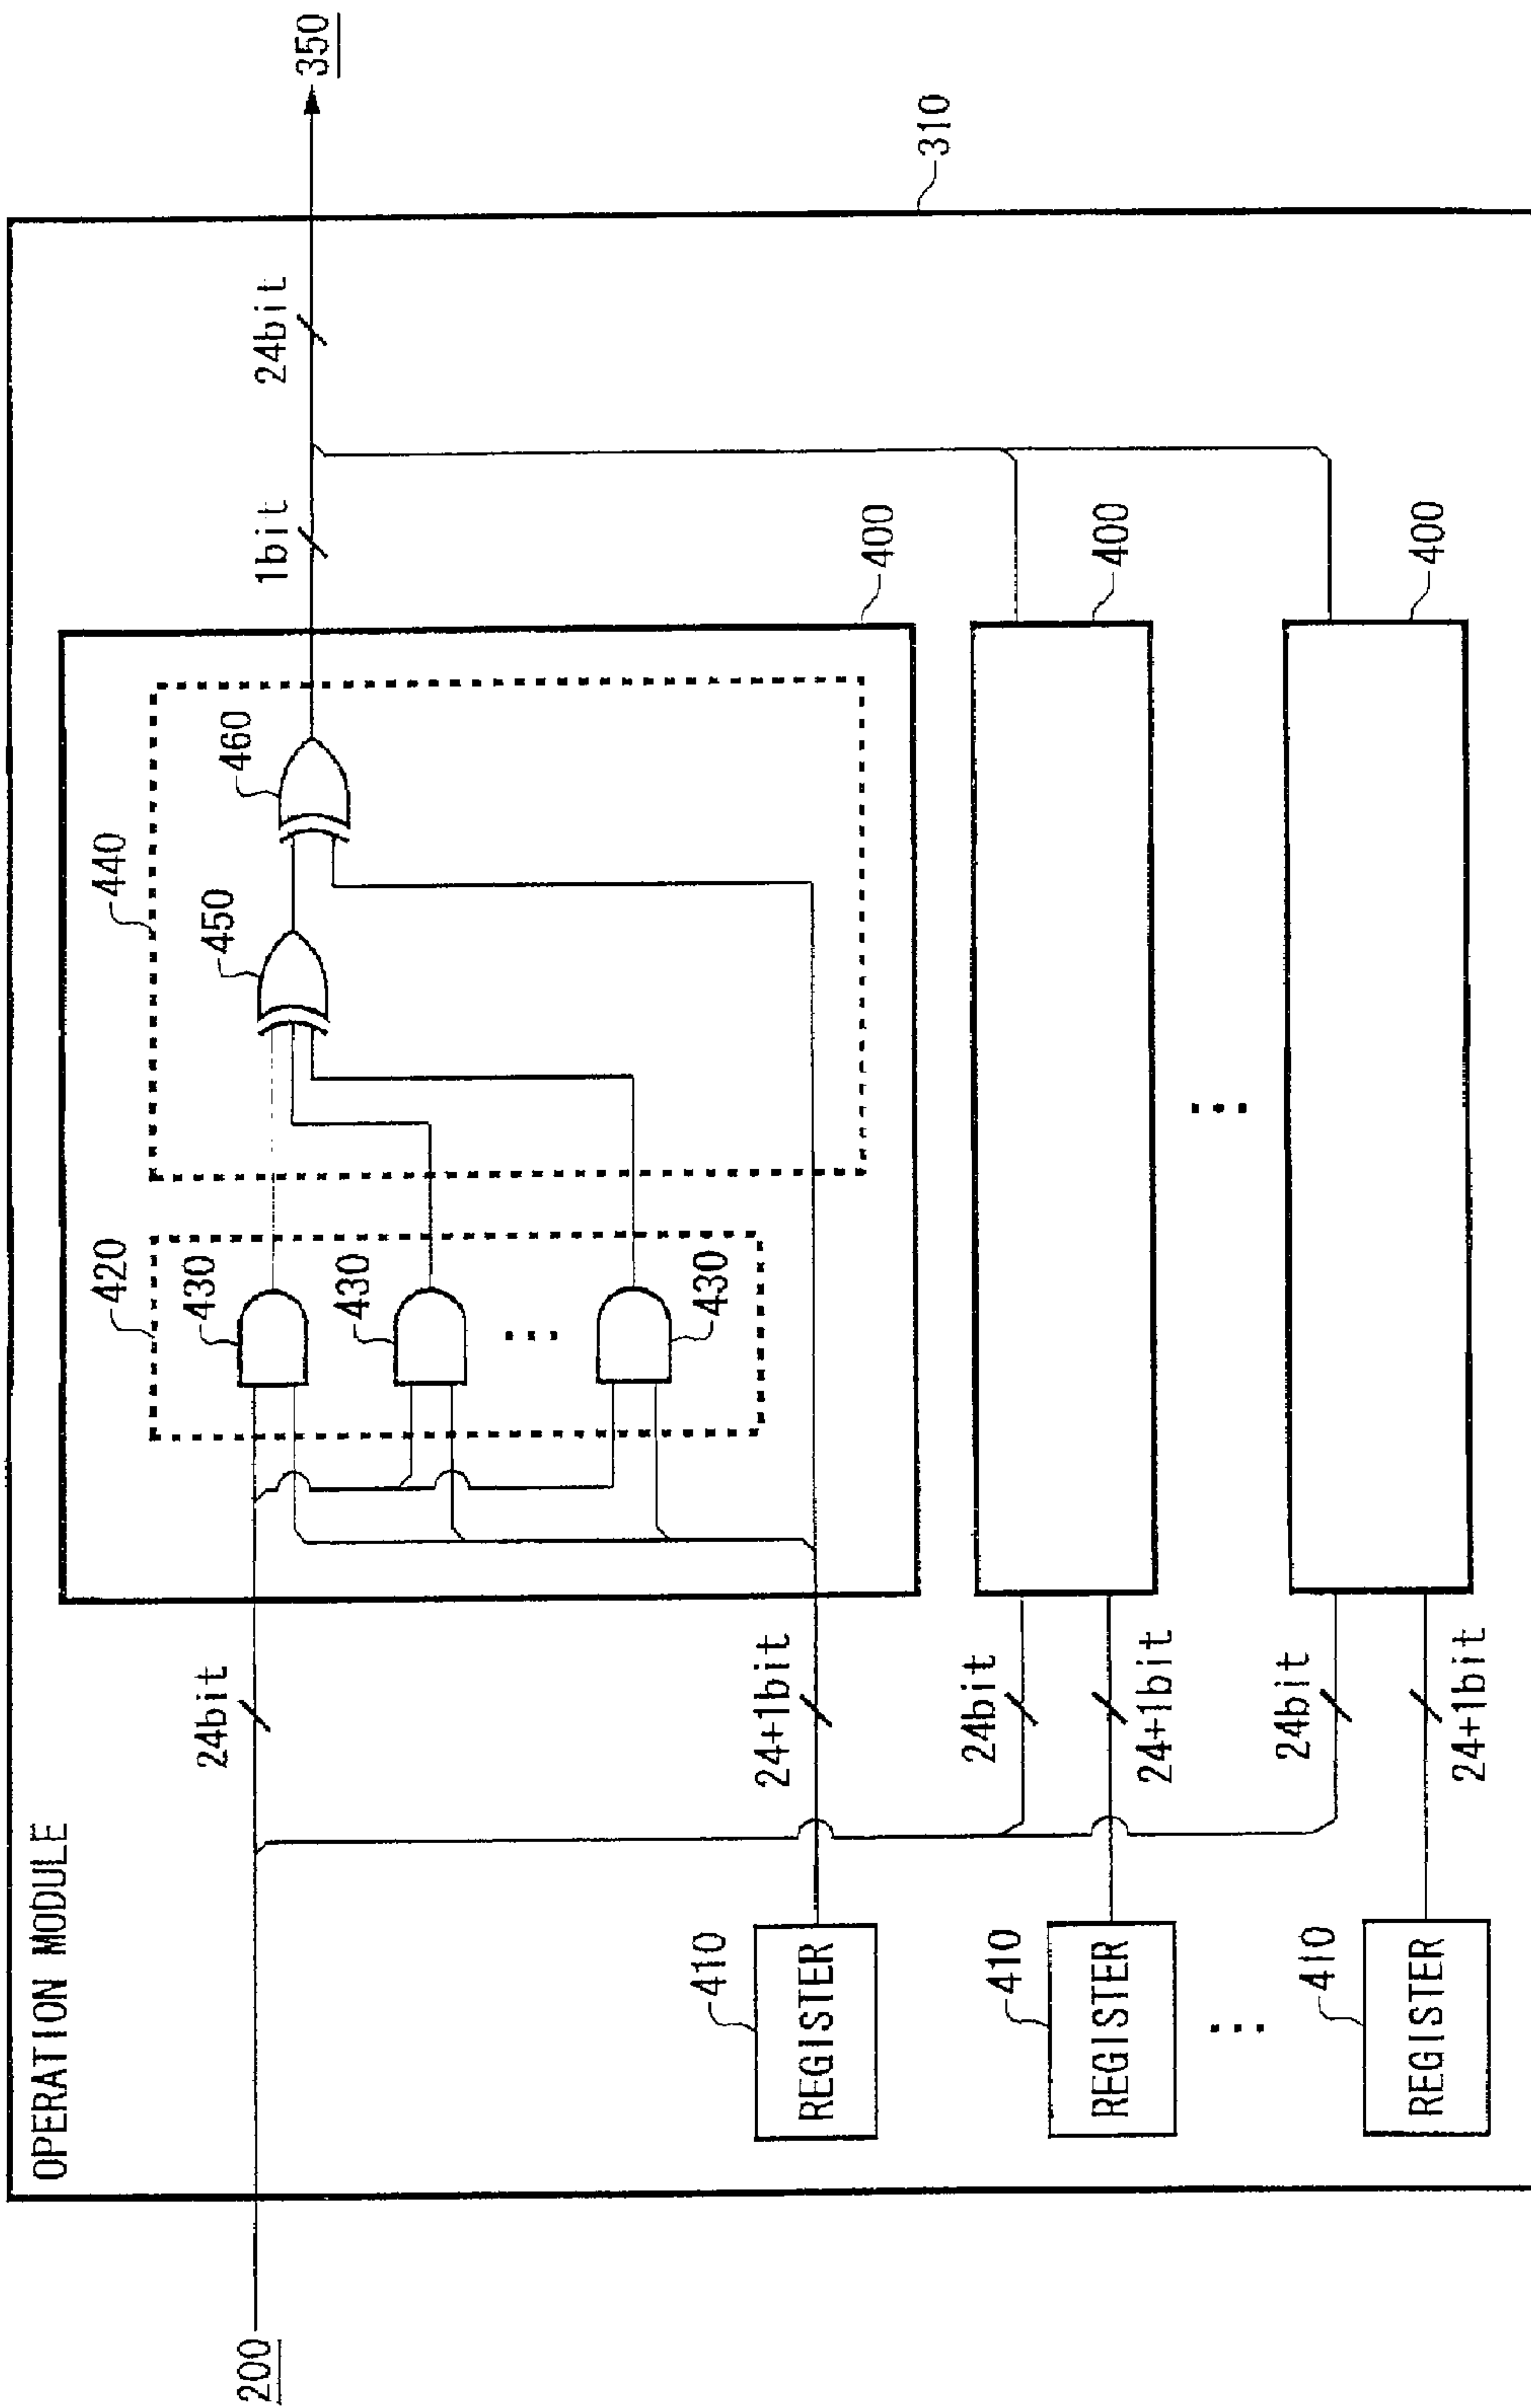 OPERATION MODULE
200
24bit
420
430
430
430
440
450
460
1bit
24bit
350
310
400
400
400
410
REGISTER
24+1bit
24bit
24+1bit
410
REGISTER
24bit
24+1bit
410
REGISTER